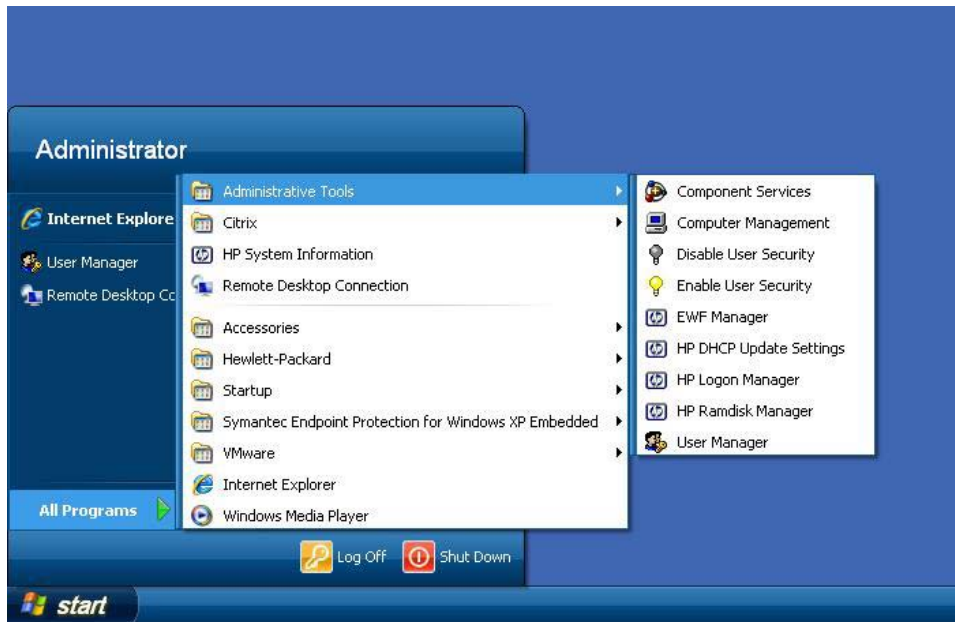 Administrator
Internet Explore
User Manager
Remote Desktop Cc
All Programs
Administrative Tools
Citrix
HP System Information
Remote Desktop Connection
Accessories
Hewlett-Packard
Startup
Symantec Endpoint Protection for Windows XP Embedded
VMware
Internet Explorer
Windows Media Player
Component Services
Computer Management
Disable User Security
Enable User Security
EWF Manager
HP DHCP Update Settings
HP Logon Manager
HP Ramdisk Manager
User Manager
Log Off
Shut Down
start